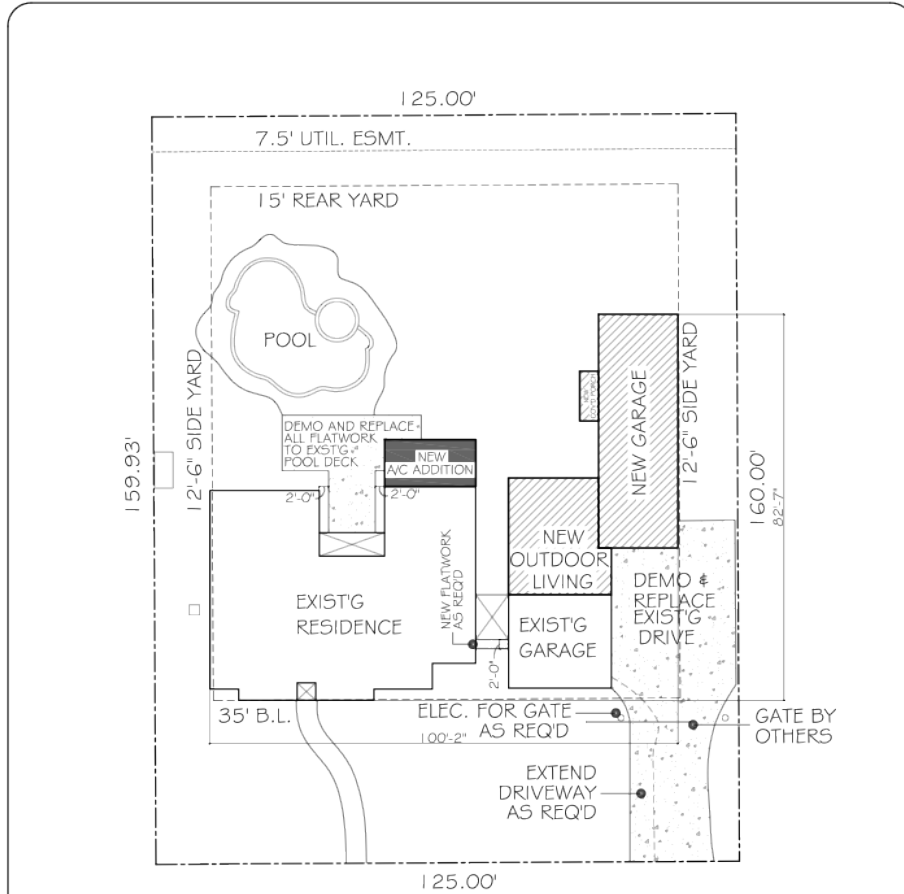 125.00'
7.5' UTIL. ESMT.
15' REAR YARD
POOL
12'-6" SIDE YARD
159.93'
DEMO AND REPLACE
ALL FLATWORK
TO EXST'G
POOL DECK
NEW
A/C ADDITION
2'-0"
2'-0"
NEW
COV'D PORCH
NEW GARAGE
12'-6" SIDE YARD
160.00'
82'-7"
NEW
OUTDOOR
LIVING
NEW FLATWORK
AS REQ'D
EXIST'G
RESIDENCE
EXIST'G
GARAGE
2'-0"
DEMO &
REPLACE
EXIST'G
DRIVE
35' B.L.
ELEC. FOR GATE
AS REQ'D
100'-2"
GATE BY
OTHERS
EXTEND
DRIVEWAY
AS REQ'D
125.00'